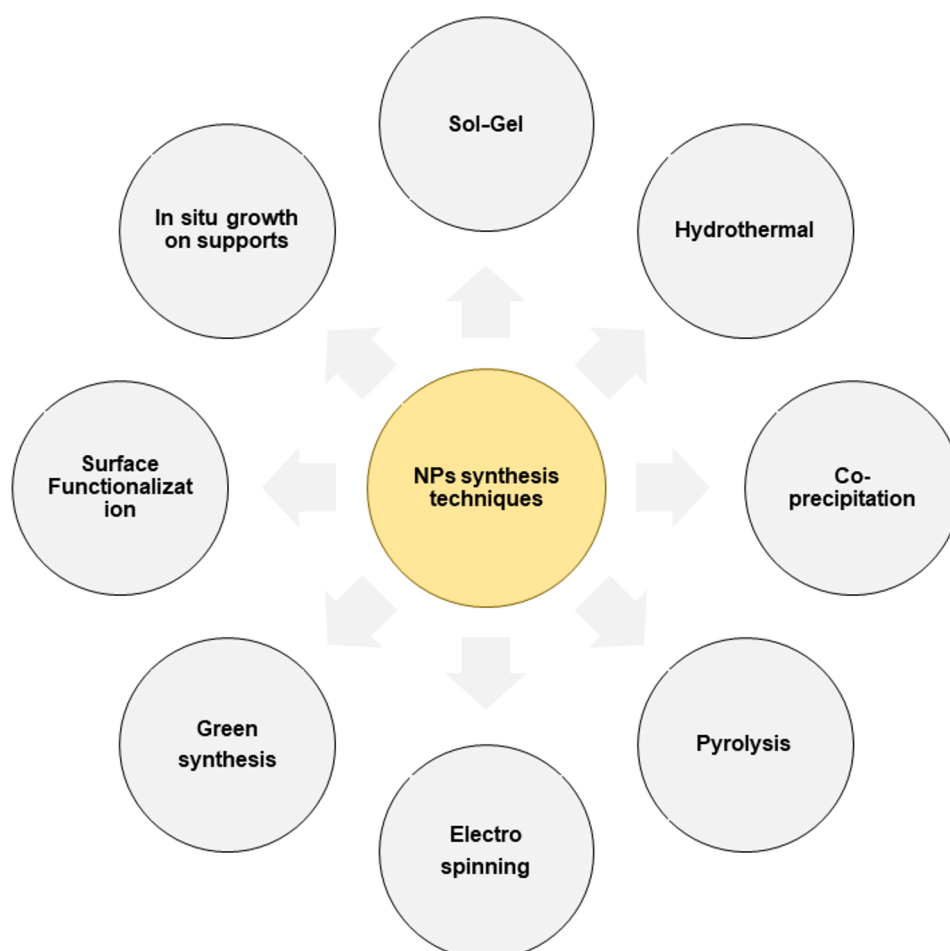 Sol-Gel
Hydrothermal
Co-
precipitation
Pyrolysis
Electro
spinning
Green
synthesis
Surface
Functionalizat
ion
In situ growth
on supports
NPs synthesis
techniques